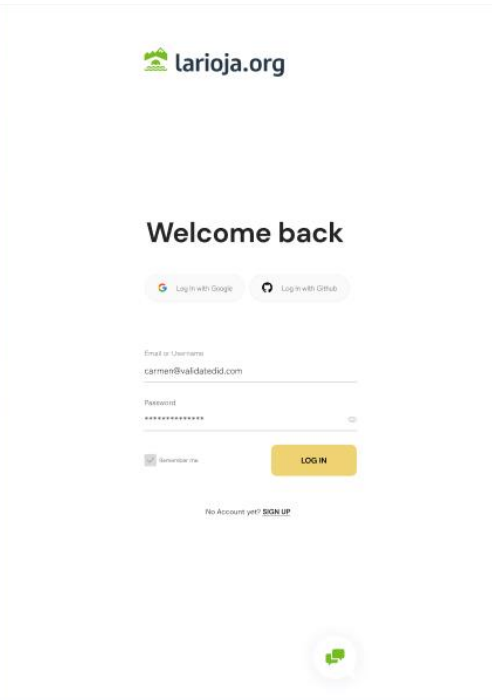 larioja.org
Welcome back
Log In with Google
Log In with Github
Email or Username
carmen@validatedid.com
Password
**************
Remember me
LOG IN
No Account yet? SIGN UP